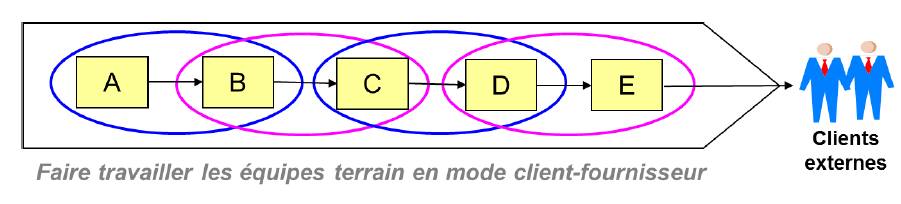 A
B
C
D
E
Clients
externes
Faire travailler les équipes terrain en mode client-fournisseur